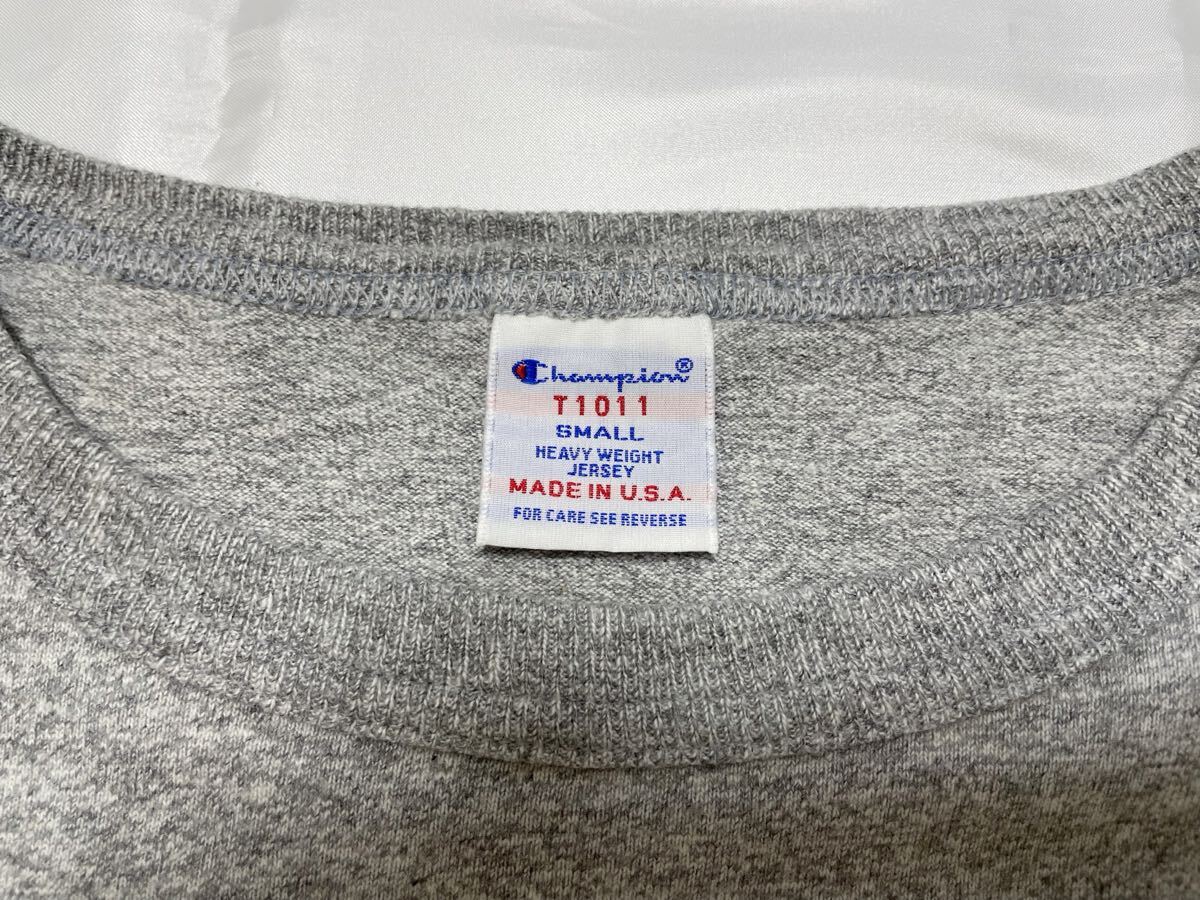 Champion®
T1011
SMALL
HEAVY WEIGHT
JERSEY
MADE IN U.S.A.
FOR CARE SEE REVERSE